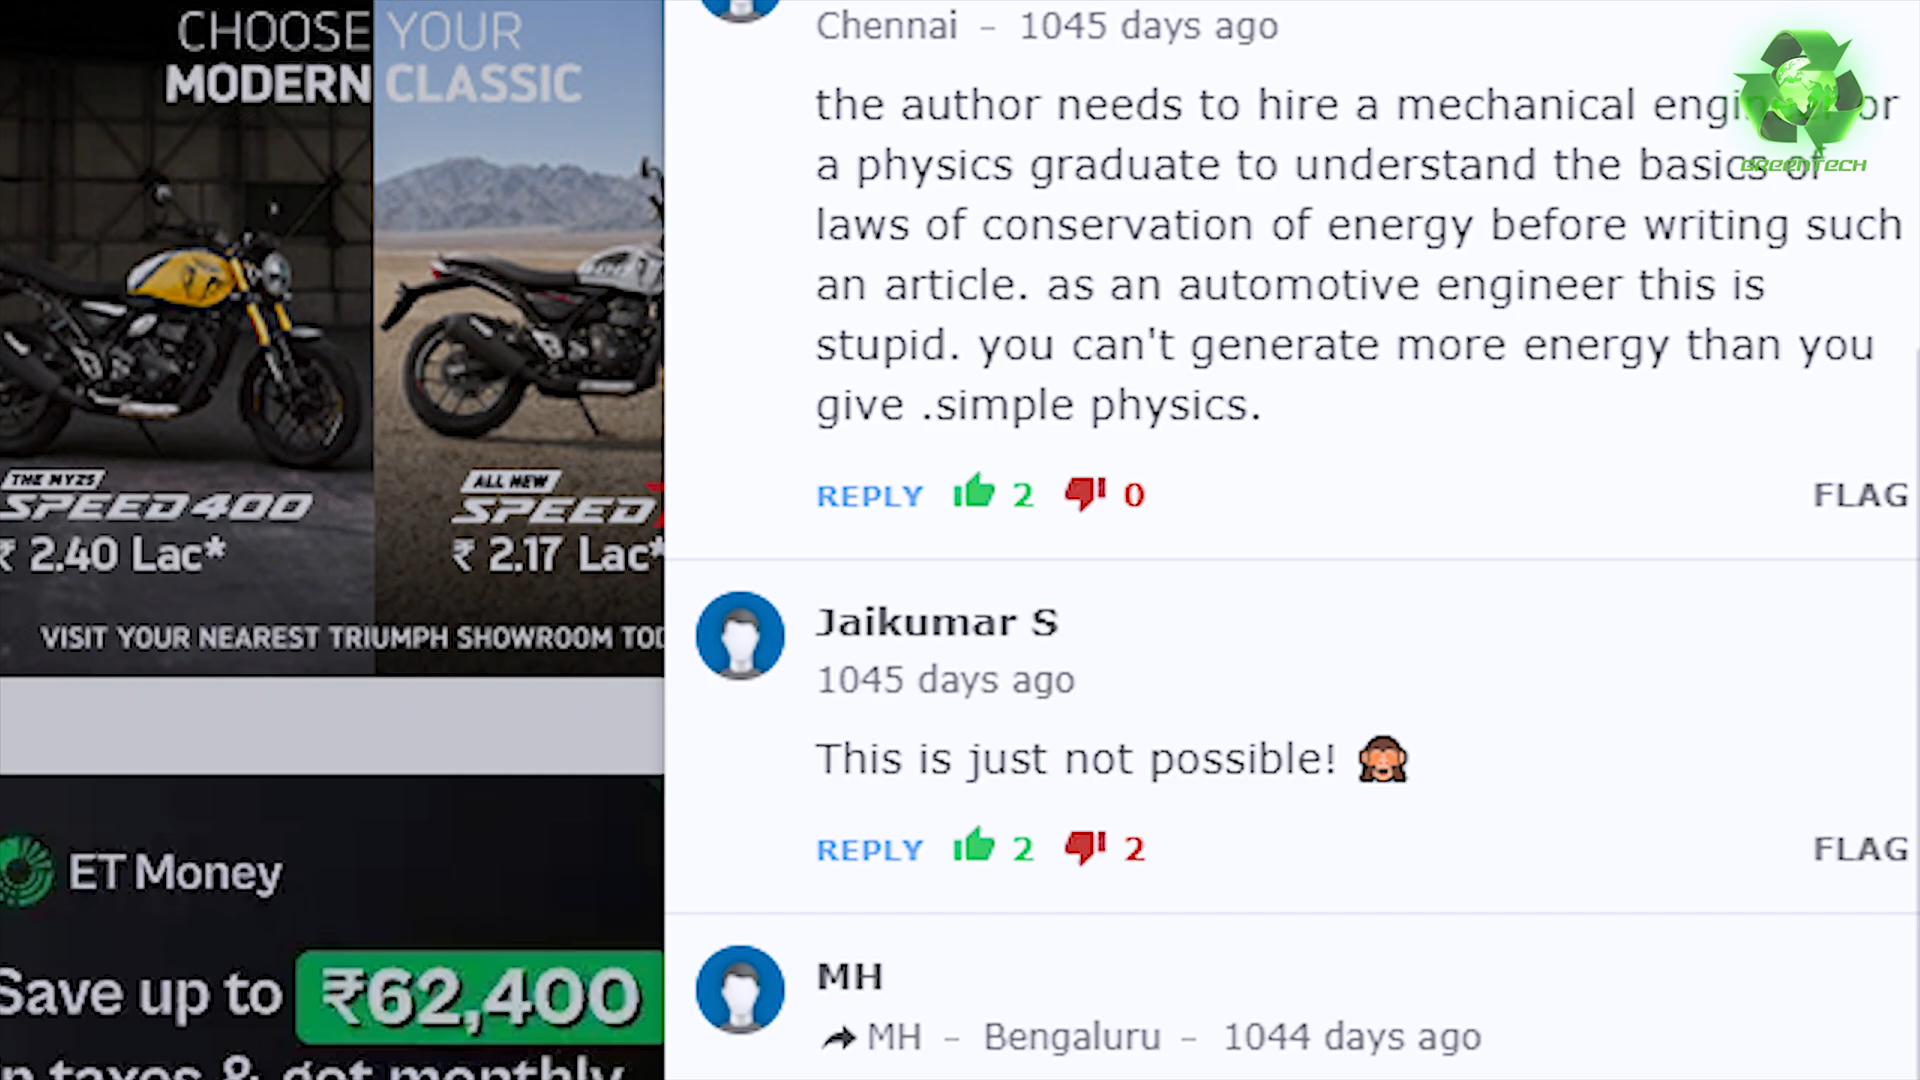 CHOOSE YOUR
MODERN CLASSIC
THE MY25
SPEED 400
₹ 2.40 Lac*
ALL NEW
SPEED
₹ 2.17 Lac*
VISIT YOUR NEAREST TRIUMPH SHOWROOM
ET Money
Save up to ₹62,400
taxes & get monthly
Chennai - 1045 days ago
the author needs to hire a mechanical or
a physics graduate to understand the basics of
laws of conservation of energy before writing such
an article. as an automotive engineer this is
stupid. you can't generate more energy than you
give .simple physics.
REPLY 2 0 FLAG
Jaikumar S
1045 days ago
This is just not possible! 🙈
REPLY 2 2 FLAG
MH
MH - Bengaluru - 1044 days ago
GREENTECH